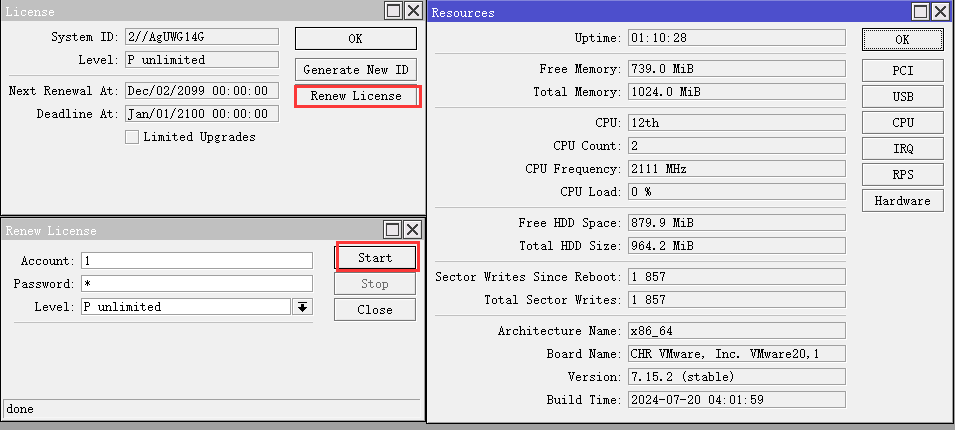 License
System ID: 2//AgUWG14G
OK
Level: P unlimited
Generate New ID
Next Renewal At: Dec/02/2099 00:00:00
Renew License
Deadline At: Jan/01/2100 00:00:00
Limited Upgrades
Renew License
Account: 1
Start
Password: *
Stop
Level: P unlimited
Close
done
Resources
Uptime: 01:10:28
OK
Free Memory: 739.0 MiB
PCI
Total Memory: 1024.0 MiB
USB
CPU: 12th
CPU
CPU Count: 2
IRQ
CPU Frequency: 2111 MHz
RPS
CPU Load: 0 %
Hardware
Free HDD Space: 879.9 MiB
Total HDD Size: 964.2 MiB
Sector Writes Since Reboot: 1 857
Total Sector Writes: 1 857
Architecture Name: x86_64
Board Name: CHR VMware, Inc. VMware20,1
Version: 7.15.2 (stable)
Build Time: 2024-07-20 04:01:59